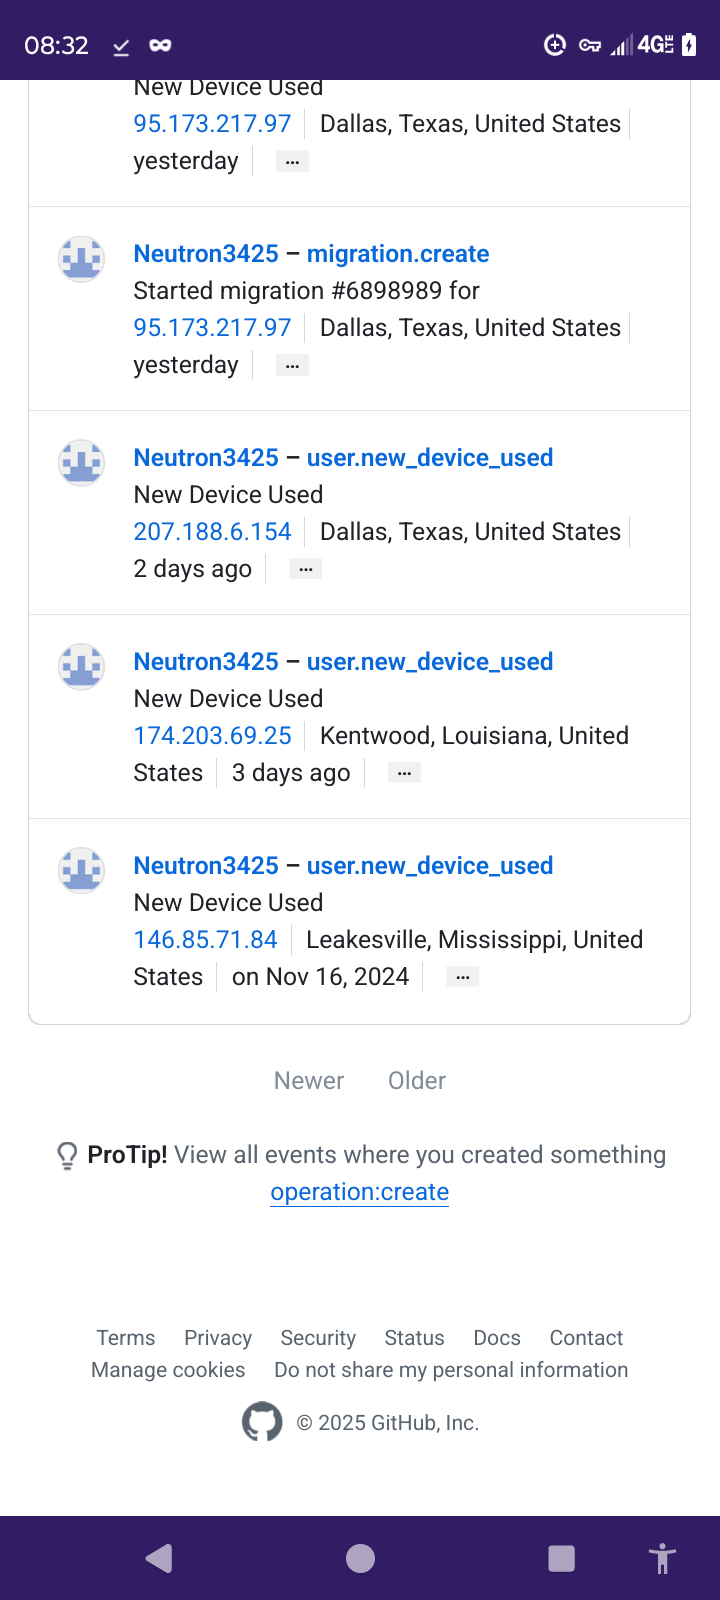 08:32 4G LTE
New Device Used
95.173.217.97 Dallas, Texas, United States
yesterday ...
Neutron3425 – migration.create
Started migration #6898989 for
95.173.217.97 Dallas, Texas, United States
yesterday ...
Neutron3425 – user.new_device_used
New Device Used
207.188.6.154 Dallas, Texas, United States
2 days ago ...
Neutron3425 – user.new_device_used
New Device Used
174.203.69.25 Kentwood, Louisiana, United
States 3 days ago ...
Neutron3425 – user.new_device_used
New Device Used
146.85.71.84 Leakesville, Mississippi, United
States on Nov 16, 2024 ...
Newer Older
ProTip! View all events where you created something
operation:create
Terms Privacy Security Status Docs Contact
Manage cookies Do not share my personal information
© 2025 GitHub, Inc.